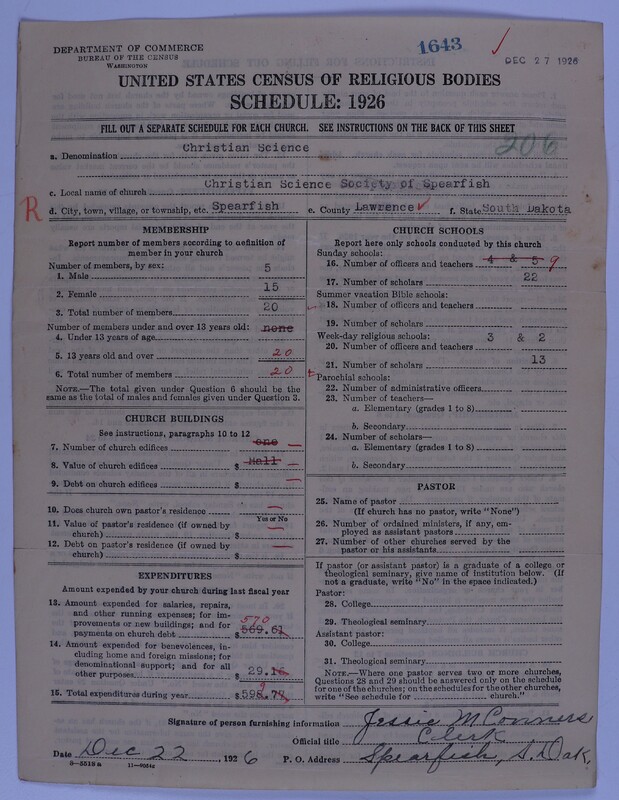 DEPARTMENT OF COMMERCE
BUREAU OF THE CENSUS
WASHINGTON
1643
DEC 27 1926
UNITED STATES CENSUS OF RELIGIOUS BODIES
SCHEDULE: 1926
FILL OUT A SEPARATE SCHEDULE FOR EACH CHURCH. SEE INSTRUCTIONS ON THE BACK OF THIS SHEET
206
a. Denomination Christian Science
c. Local name of church Christian Science Society of Spearfish
R
d. City, town, village, or township, etc. Spearfish e. County Lawrence f. State South Dakota
MEMBERSHIP
Report number of members according to definition of
member in your church
Number of members, by sex:
1. Male 5
2. Female 15
3. Total number of members 20
Number of members under and over 13 years old:
4. Under 13 years of age none
5. 13 years old and over 20
6. Total number of members 20
NOTE.—The total given under Question 6 should be the
same as the total of males and females given under Question 3.
CHURCH BUILDINGS
See instructions, paragraphs 10 to 12
7. Number of church edifices one —
8. Value of church edifices $ Hall —
9. Debt on church edifices $ —
10. Does church own pastor's residence —
Yes or No
11. Value of pastor's residence (if owned by
church) $ —
12. Debt on pastor's residence (if owned by
church) $ —
EXPENDITURES
Amount expended by your church during last fiscal year
13. Amount expended for salaries, repairs,
and other running expenses; for im-
provements or new buildings; and for
payments on church debt $ 569.61 570
14. Amount expended for benevolences, in-
cluding home and foreign missions; for
denominational support; and for all
other purposes 29.16
15. Total expenditures during year $ 598.77 9
CHURCH SCHOOLS
Report here only schools conducted by this church
Sunday schools:
16. Number of officers and teachers 4 & 5 9
17. Number of scholars 22
Summer vacation Bible schools:
18. Number of officers and teachers
19. Number of scholars
Week-day religious schools:
20. Number of officers and teachers 3 & 2
21. Number of scholars 13
Parochial schools:
22. Number of administrative officers
23. Number of teachers—
a. Elementary (grades 1 to 8)
b. Secondary
24. Number of scholars—
a. Elementary (grades 1 to 8)
b. Secondary
PASTOR
25. Name of pastor
(If church has no pastor, write "None")
26. Number of ordained ministers, if any, em-
ployed as assistant pastors
27. Number of other churches served by the
pastor or his assistants
If pastor (or assistant pastor) is a graduate of a college or
theological seminary, give name of institution below. (If
not a graduate, write "No" in the space indicated.)
Pastor:
28. College
29. Theological seminary
Assistant pastor:
30. College
31. Theological seminary
NOTE.—Where one pastor serves two or more churches,
Questions 28 and 29 should be answered only on the schedule
for one of the churches; on the schedules for the other churches,
write "See schedule for church."
Signature of person furnishing information Jessie M Conners
Official title Clerk
Date Dec 22, 1926 P. O. Address Spearfish, S. Dak.